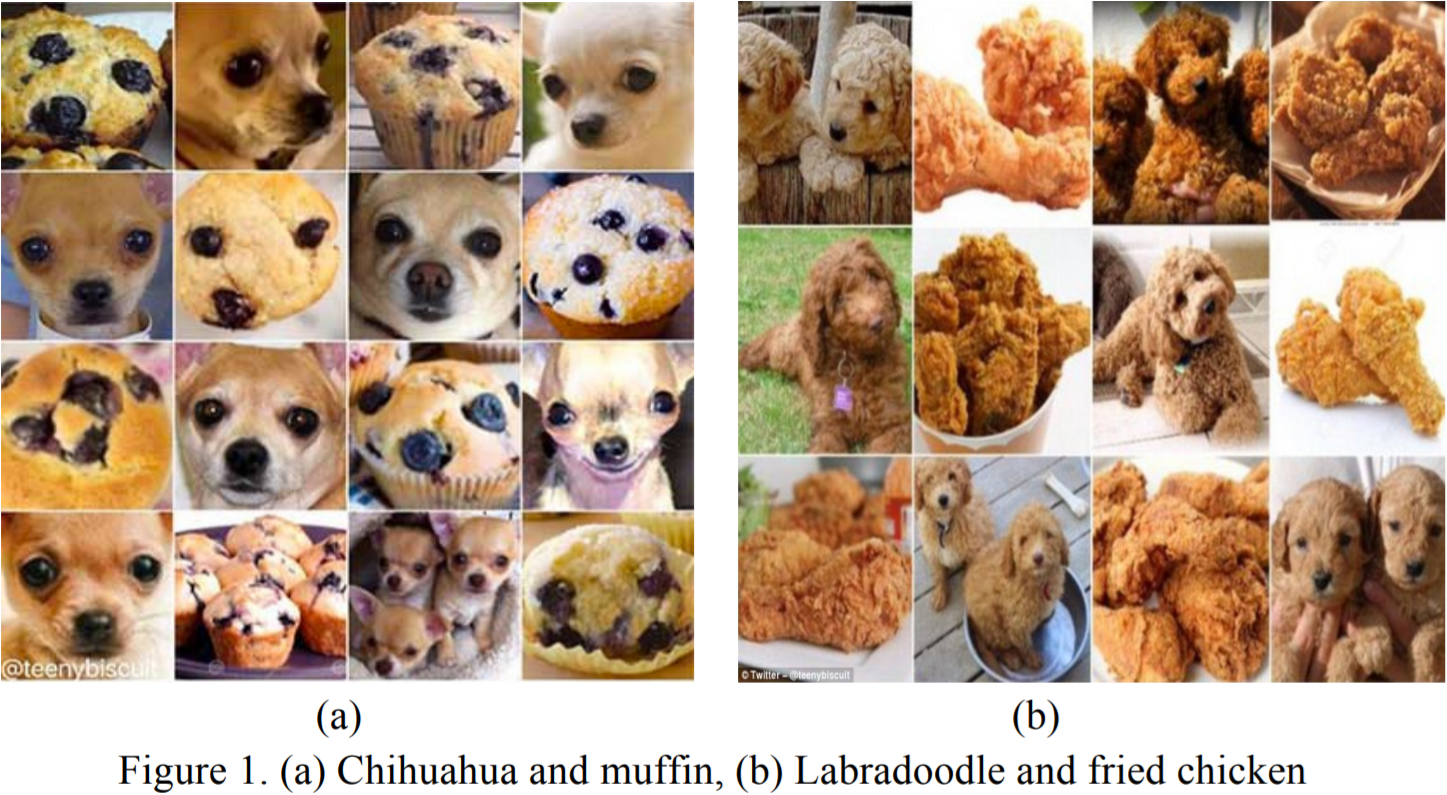 @teenybiscuit
© Twitter – @teenybiscuit
(a)
(b)
Figure 1. (a) Chihuahua and muffin, (b) Labradoodle and fried chicken